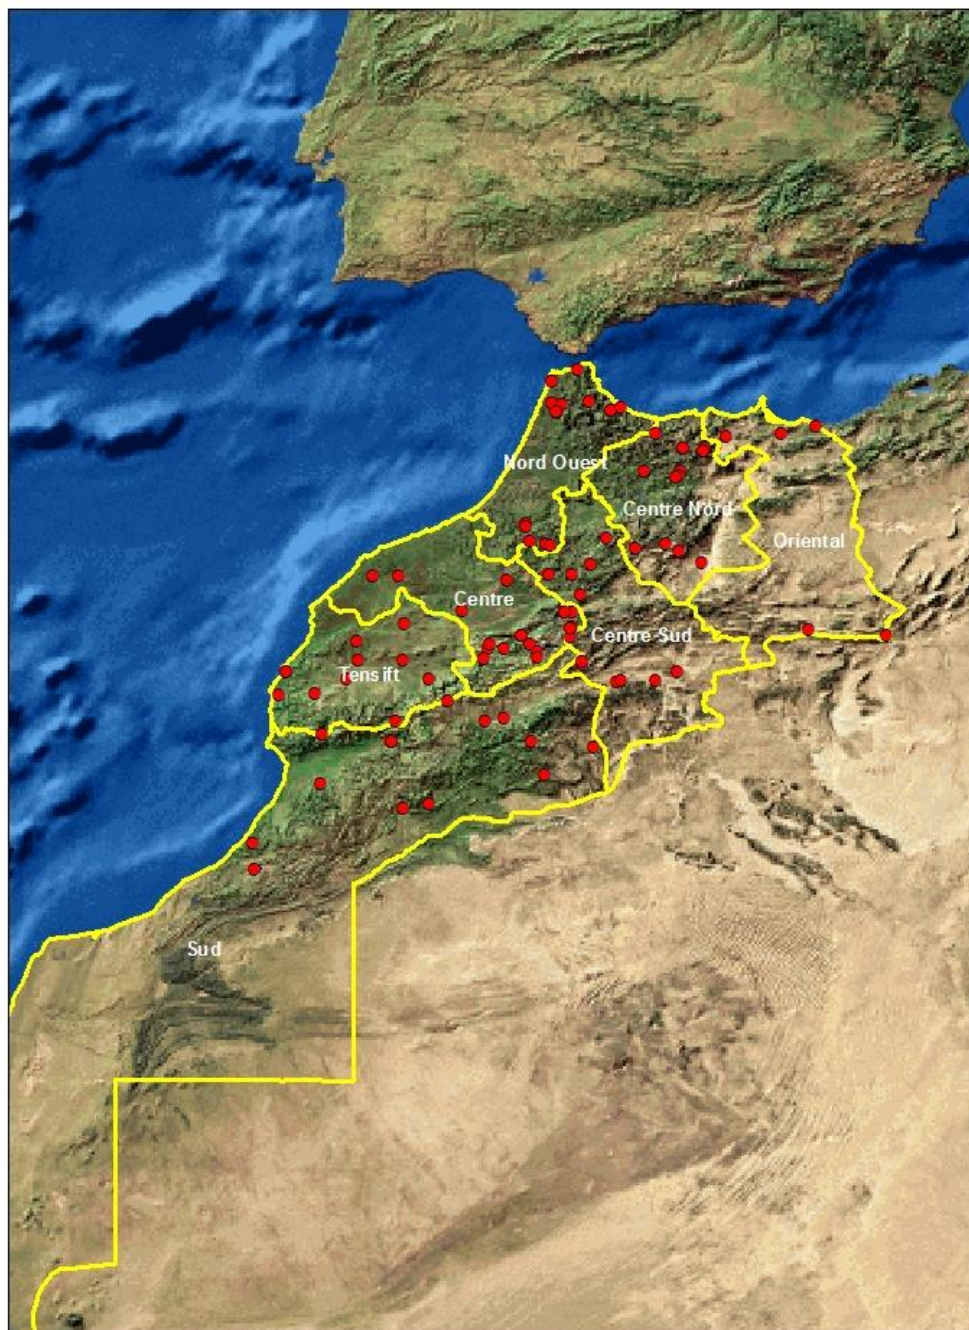 Nord Ouest
Centre Nord
Oriental
Centre
Centre-Sud
Tensift
Sud